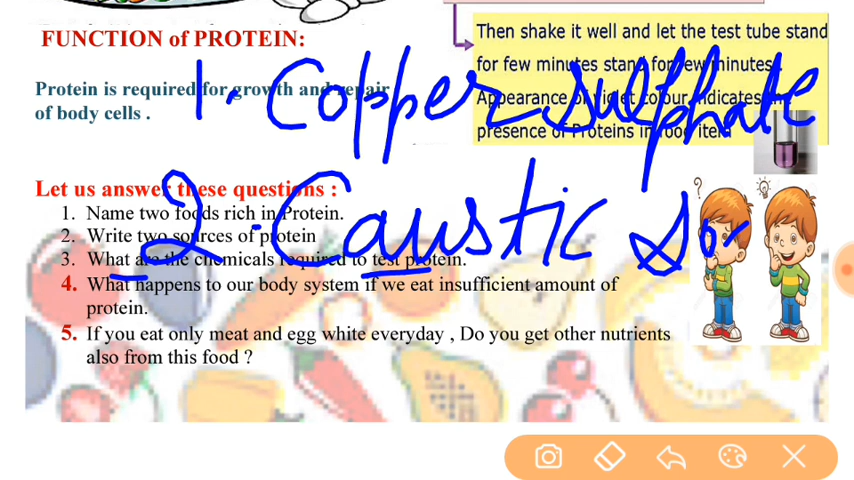 FUNCTION of PROTEIN:
Protein is required for growth and repair
of body cells .
Then shake it well and let the test tube stand
for few minutes stand for few minutes.
Appearance of violet colour indicates the
presence of Proteins in food item
1. Copper sulphate
2. Caustic so
Let us answer these questions :
1. Name two foods rich in Protein.
2. Write two sources of protein
3. What are the chemicals required to test protein.
4. What happens to our body system if we eat insufficient amount of
protein.
5. If you eat only meat and egg white everyday , Do you get other nutrients
also from this food ?